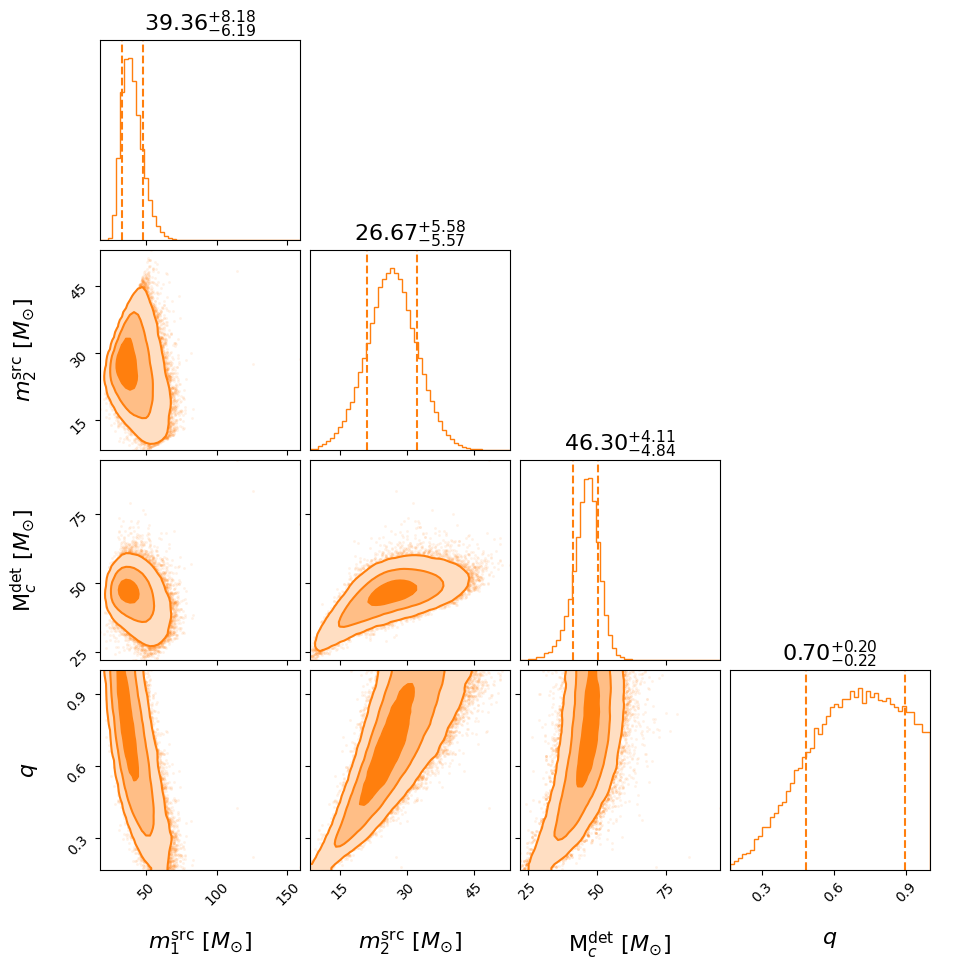 39.36^{+8.18}_{-6.19}
26.67^{+5.58}_{-5.57}
m_2^{src} [M_⊙]
45
30
15
46.30^{+4.11}_{-4.84}
M_c^{det} [M_⊙]
75
50
25
0.70^{+0.20}_{-0.22}
q
0.9
0.6
0.3
50 100 150 15 30 45 25 50 75 0.3 0.6 0.9
m_1^{src} [M_⊙] m_2^{src} [M_⊙] M_c^{det} [M_⊙] q